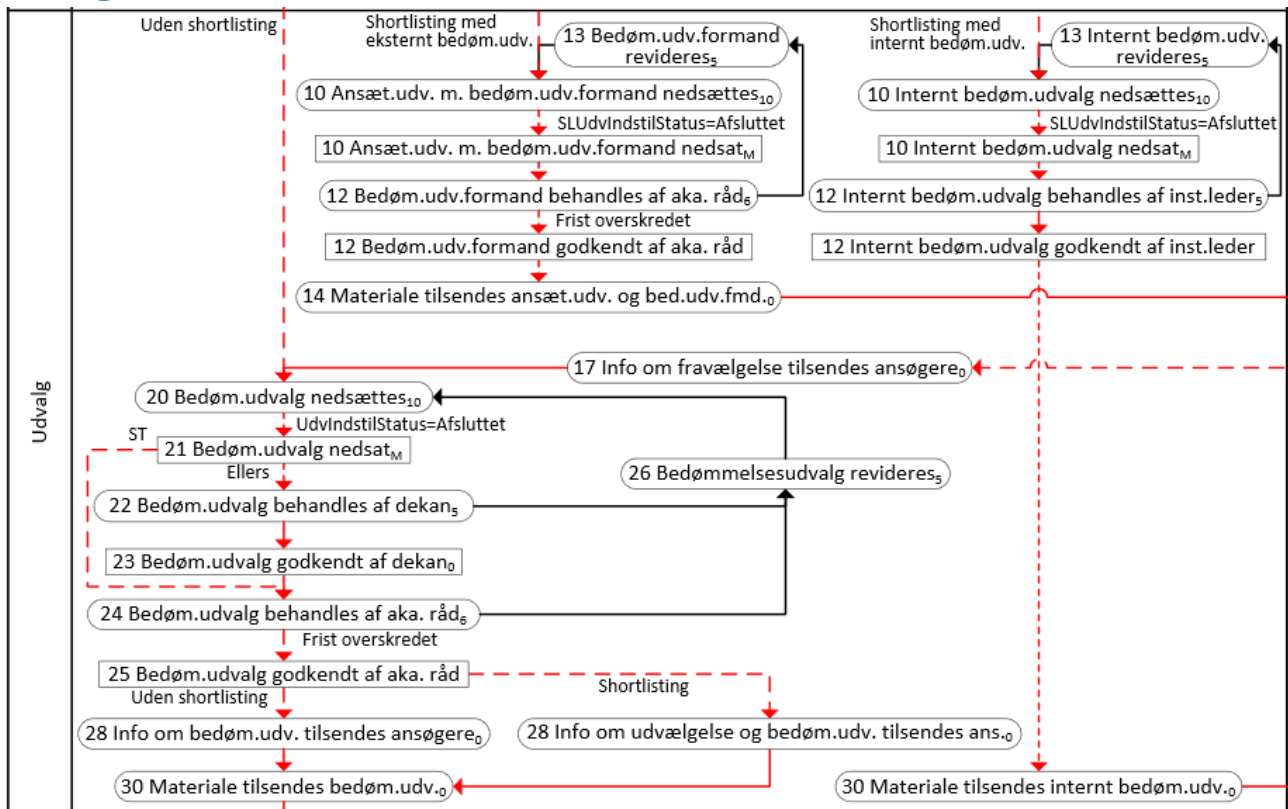 Uden shortlisting
Shortlisting med
eksternt bedøm.udv.
13 Bedøm.udv.formand
revideres5
Shortlisting med
internt bedøm.udv.
13 Internt bedøm.udv.
revideres5
10 Ansæt.udv. m. bedøm.udv.formand nedsættes10
10 Internt bedøm.udvalg nedsættes10
SLUdvIndstilStatus=Afsluttet
SLUdvIndstilStatus=Afsluttet
10 Ansæt.udv. m. bedøm.udv.formand nedsatM
10 Internt bedøm.udvalg nedsatM
12 Bedøm.udv.formand behandles af aka. råd6
12 Internt bedøm.udvalg behandles af inst.leder5
Frist overskredet
12 Bedøm.udv.formand godkendt af aka. råd
12 Internt bedøm.udvalg godkendt af inst.leder
14 Materiale tilsendes ansæt.udv. og bed.udv.fmd.0
17 Info om fravælgelse tilsendes ansøgere0
Udvalg
20 Bedøm.udvalg nedsættes10
UdvIndstilStatus=Afsluttet
ST
21 Bedøm.udvalg nedsatM
Ellers
26 Bedømmelsesudvalg revideres5
22 Bedøm.udvalg behandles af dekan5
23 Bedøm.udvalg godkendt af dekan0
24 Bedøm.udvalg behandles af aka. råd6
Frist overskredet
25 Bedøm.udvalg godkendt af aka. råd
Uden shortlisting
Shortlisting
28 Info om bedøm.udv. tilsendes ansøgere0
28 Info om udvælgelse og bedøm.udv. tilsendes ans.0
30 Materiale tilsendes bedøm.udv.0
30 Materiale tilsendes internt bedøm.udv.0